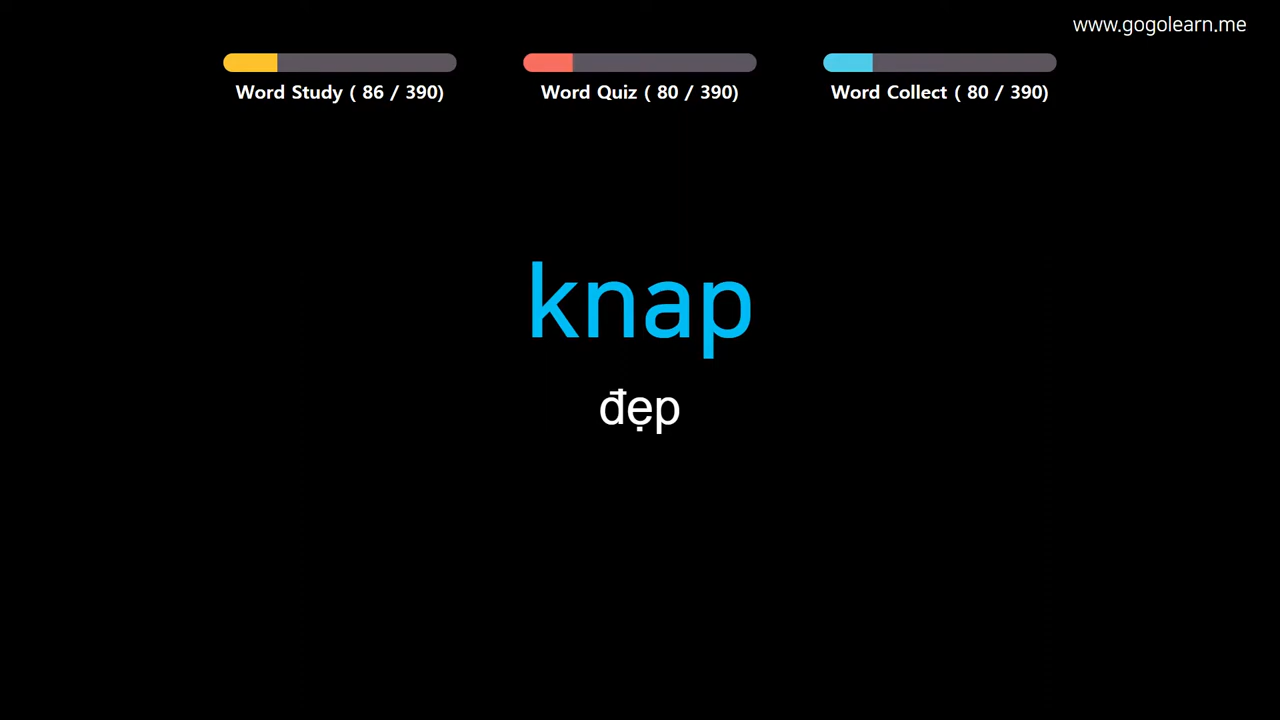 www.gogolearn.me
Word Study ( 86 / 390)
Word Quiz ( 80 / 390)
Word Collect ( 80 / 390)
knap
đẹp